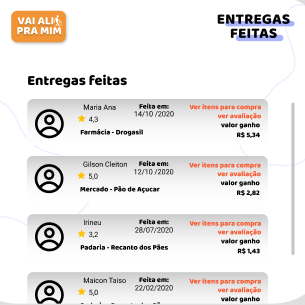 VAI ALI
PRA MIM
ENTREGAS
FEITAS
Entregas feitas
Maria Ana
4,3
Farmácia - Drogasil
Feita em:
14/10 /2020
Ver itens para compra
ver avaliação
valor ganho
R$ 5,34
Gilson Cleiton
5,0
Mercado - Pão de Açucar
Feita em:
12/10 /2020
Ver itens para compra
ver avaliação
valor ganho
R$ 2,82
Irineu
3,2
Padaria - Recanto dos Pães
Feita em:
28/07/2020
Ver itens para compra
ver avaliação
valor ganho
R$ 1,43
Maicon Taiso
5,0
Feita em:
22/02/2020
Ver itens para compra
ver avaliação
valor ganho